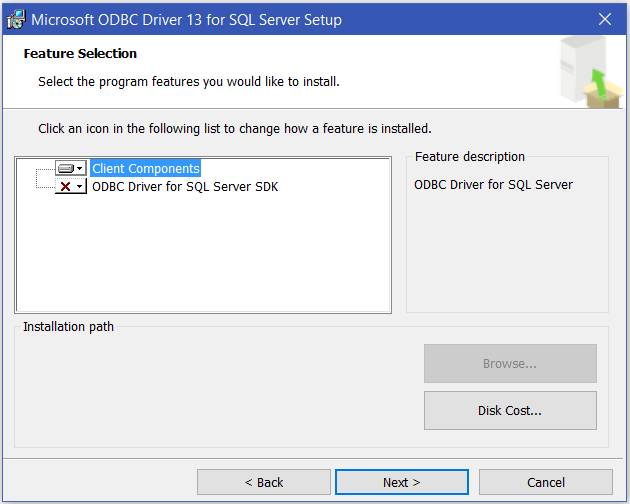 Microsoft ODBC Driver 13 for SQL Server Setup
Feature Selection
Select the program features you would like to install.
Click an icon in the following list to change how a feature is installed.
Client Components
ODBC Driver for SQL Server SDK
Feature description
ODBC Driver for SQL Server
Installation path
Browse...
Disk Cost...
< Back
Next >
Cancel